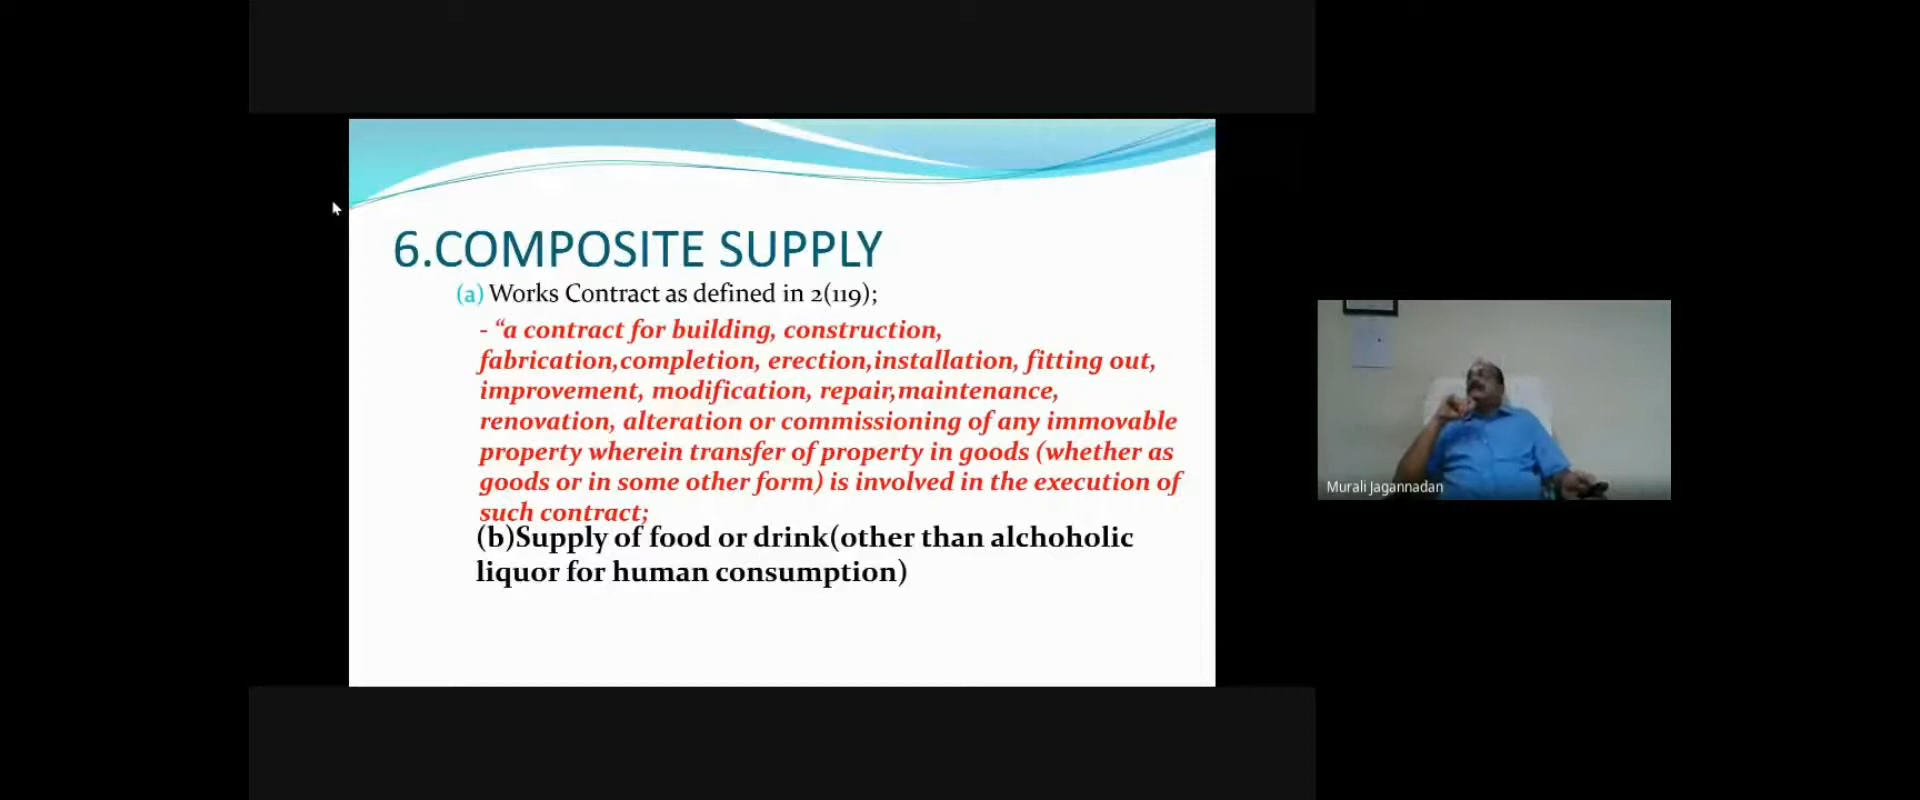 6.COMPOSITE SUPPLY
(a) Works Contract as defined in 2(119);
- “a contract for building, construction,
fabrication,completion, erection,installation, fitting out,
improvement, modification, repair,maintenance,
renovation, alteration or commissioning of any immovable
property wherein transfer of property in goods (whether as
goods or in some other form) is involved in the execution of
such contract;
(b)Supply of food or drink(other than alchoholic
liquor for human consumption)
Murali Jagannadan